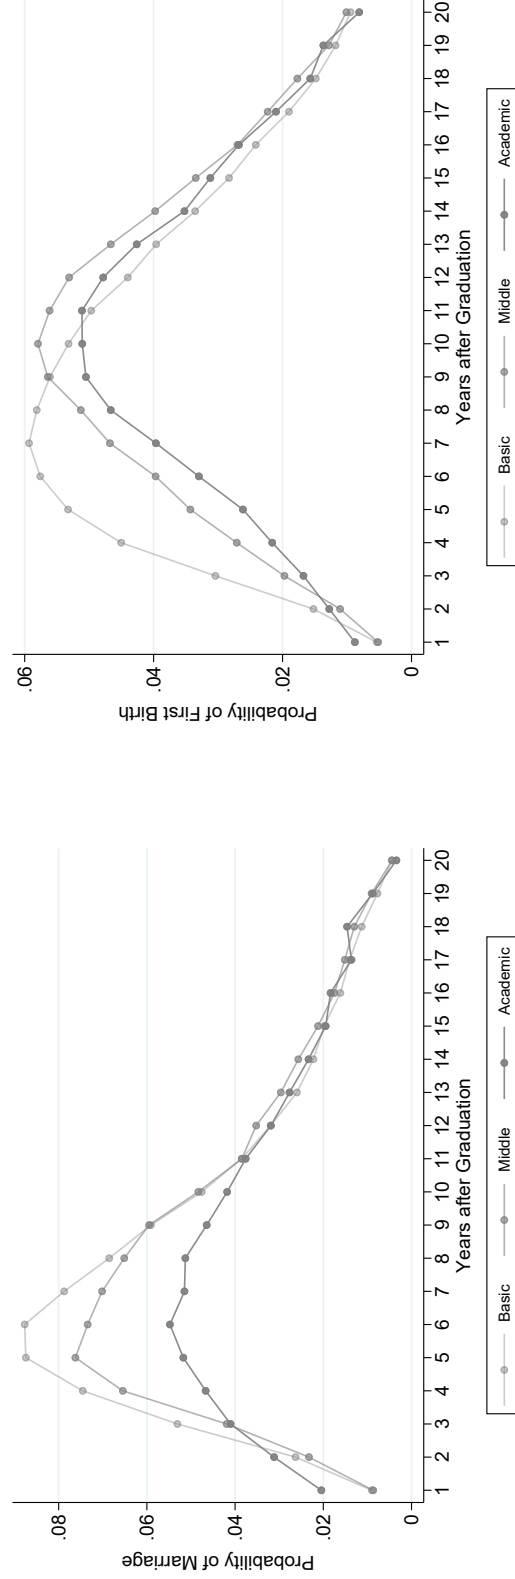 Probability of Marriage
.08
.06
.04
.02
0
1 2 3 4 5 6 7 8 9 10 11 12 13 14 15 16 17 18 19 20
Years after Graduation
Basic Middle Academic
Probability of First Birth
.06
.04
.02
0
1 2 3 4 5 6 7 8 9 10 11 12 13 14 15 16 17 18 19 20
Years after Graduation
Basic Middle Academic